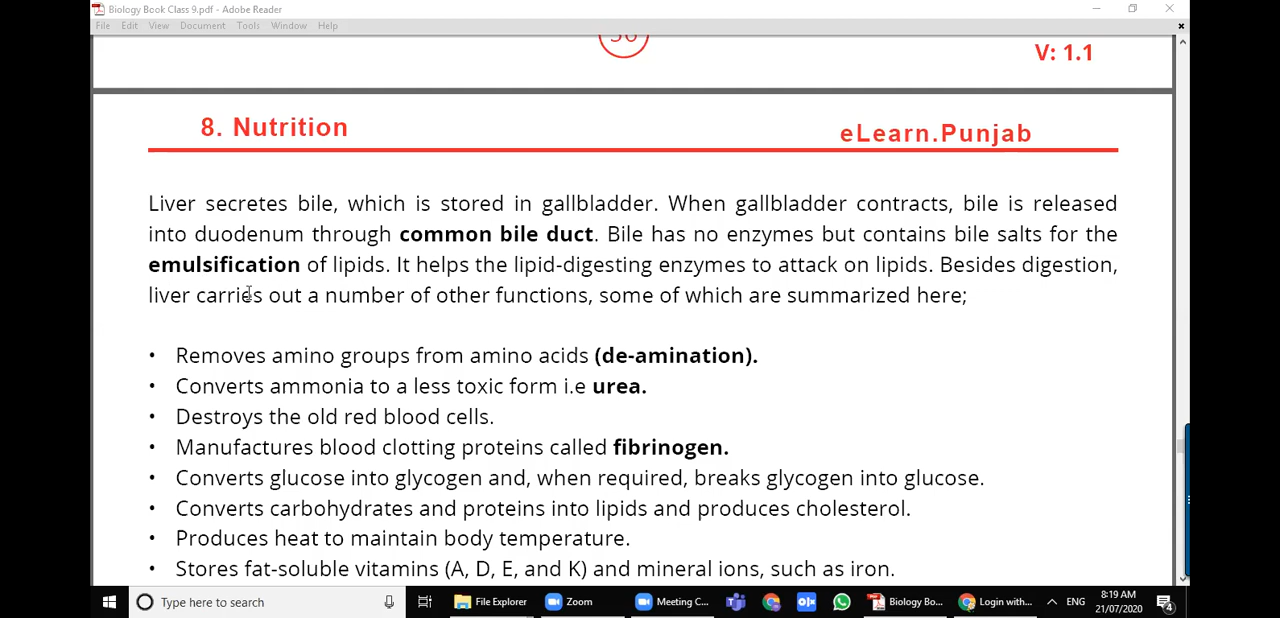 Biology Book Class 9.pdf - Adobe Reader
File Edit View Document Tools Window Help
V: 1.1
8. Nutrition
eLearn.Punjab
Liver secretes bile, which is stored in gallbladder. When gallbladder contracts, bile is released
into duodenum through common bile duct. Bile has no enzymes but contains bile salts for the
emulsification of lipids. It helps the lipid-digesting enzymes to attack on lipids. Besides digestion,
liver carries out a number of other functions, some of which are summarized here;
• Removes amino groups from amino acids (de-amination).
• Converts ammonia to a less toxic form i.e urea.
• Destroys the old red blood cells.
• Manufactures blood clotting proteins called fibrinogen.
• Converts glucose into glycogen and, when required, breaks glycogen into glucose.
• Converts carbohydrates and proteins into lipids and produces cholesterol.
• Produces heat to maintain body temperature.
• Stores fat-soluble vitamins (A, D, E, and K) and mineral ions, such as iron.
Type here to search
File Explorer
Zoom
Meeting C...
Biology Bo...
Login with...
ENG
8:19 AM
21/07/2020
4